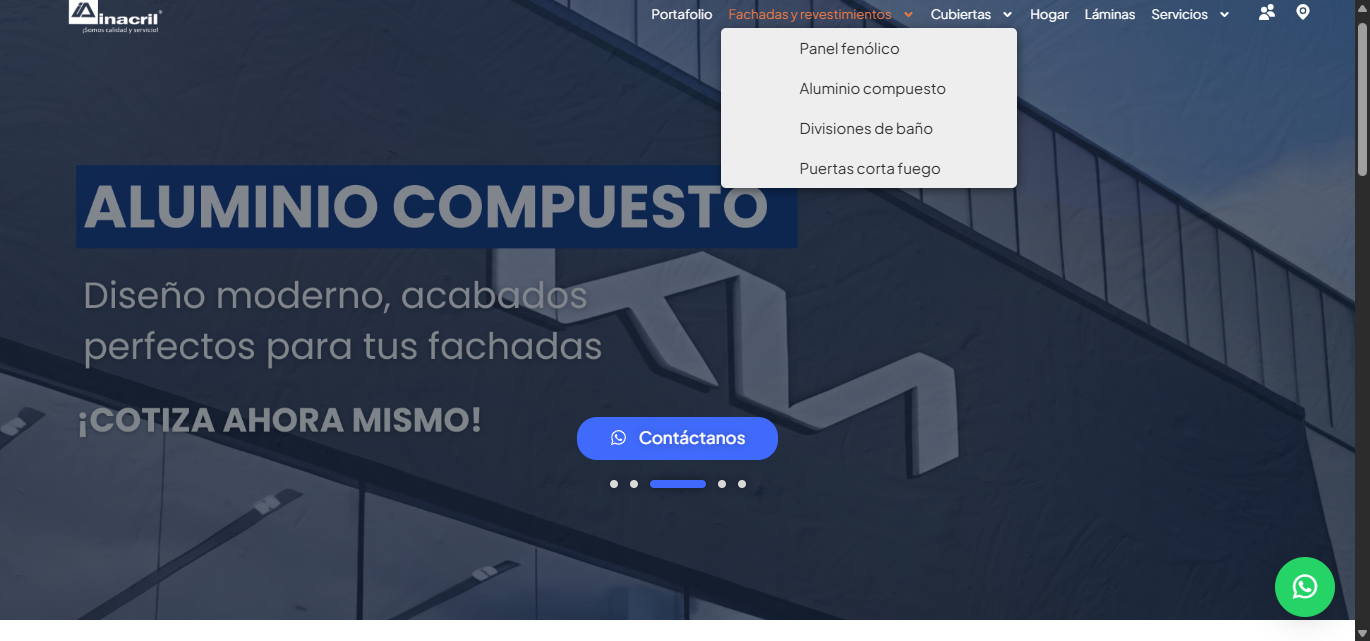 inacril®
¡Somos calidad y servicio!
Portafolio Fachadas y revestimientos Cubiertas Hogar Láminas Servicios
Panel fenólico
Aluminio compuesto
Divisiones de baño
Puertas corta fuego
ALUMINIO COMPUESTO
Diseño moderno, acabados
perfectos para tus fachadas
¡COTIZA AHORA MISMO!
Contáctanos